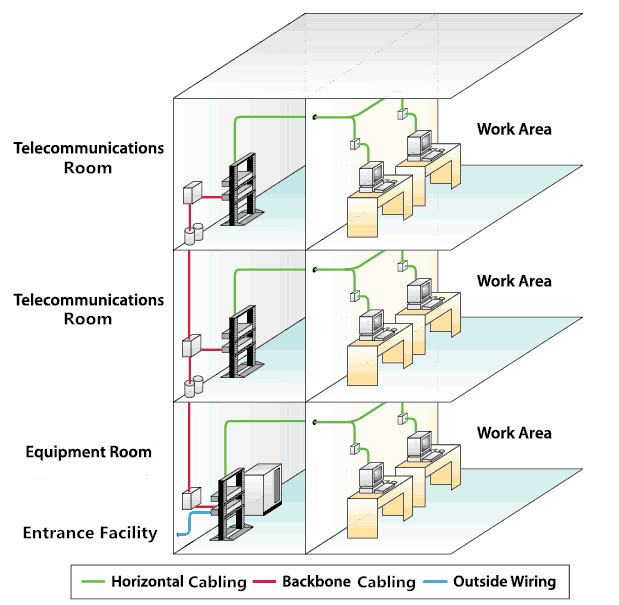 Telecommunications
Room
Work Area
Telecommunications
Room
Work Area
Equipment Room
Work Area
Entrance Facility
Horizontal Cabling
Backbone Cabling
Outside Wiring